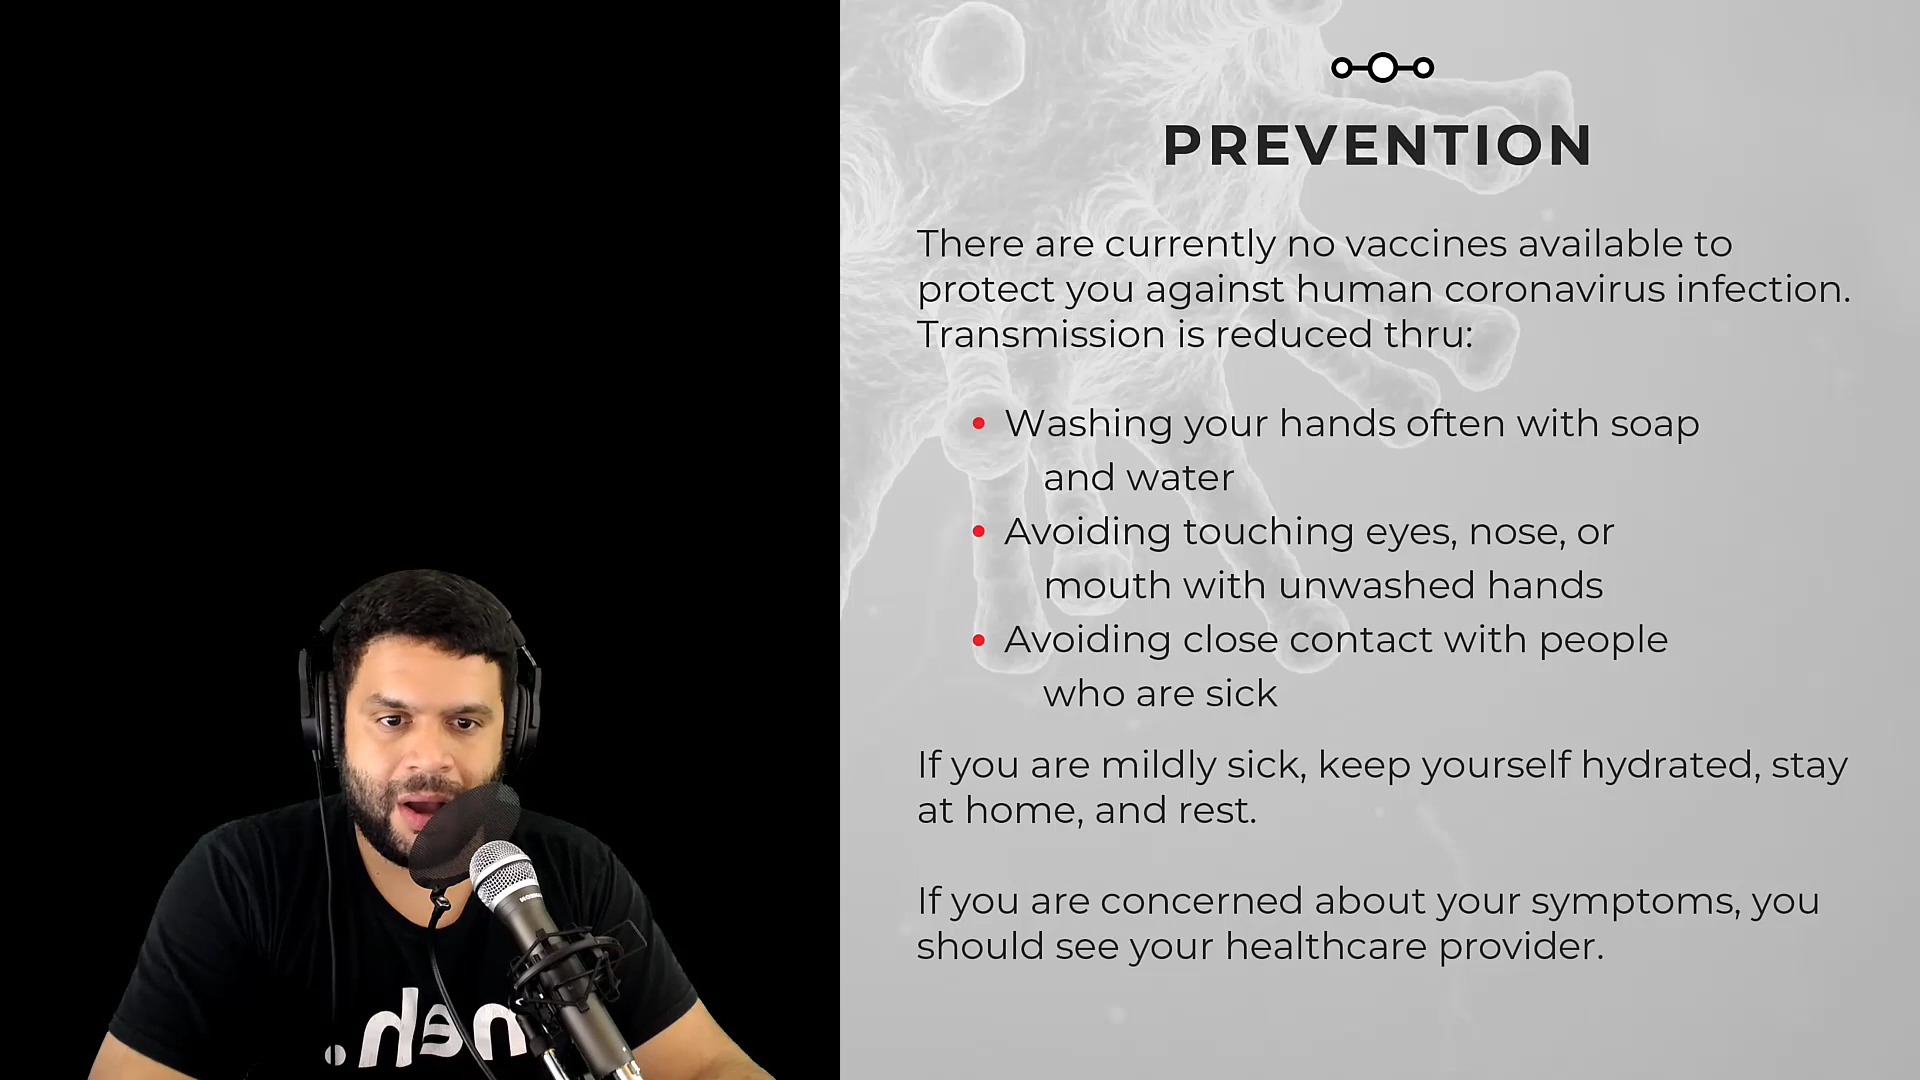 PREVENTION
There are currently no vaccines available to
protect you against human coronavirus infection.
Transmission is reduced thru:
• Washing your hands often with soap
and water
• Avoiding touching eyes, nose, or
mouth with unwashed hands
• Avoiding close contact with people
who are sick
If you are mildly sick, keep yourself hydrated, stay
at home, and rest.
If you are concerned about your symptoms, you
should see your healthcare provider.
meh.